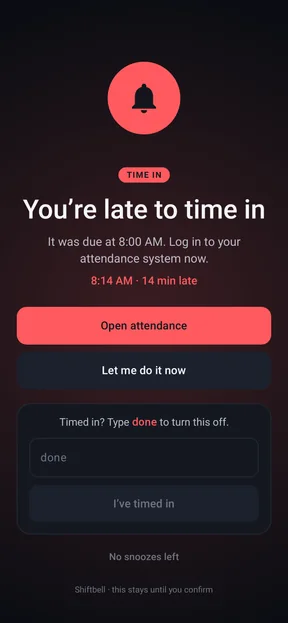 TIME IN
You’re late to time in
It was due at 8:00 AM. Log in to your
attendance system now.
8:14 AM · 14 min late
Open attendance
Let me do it now
Timed in? Type done to turn this off.
done
I’ve timed in
No snoozes left
Shiftbell · this stays until you confirm